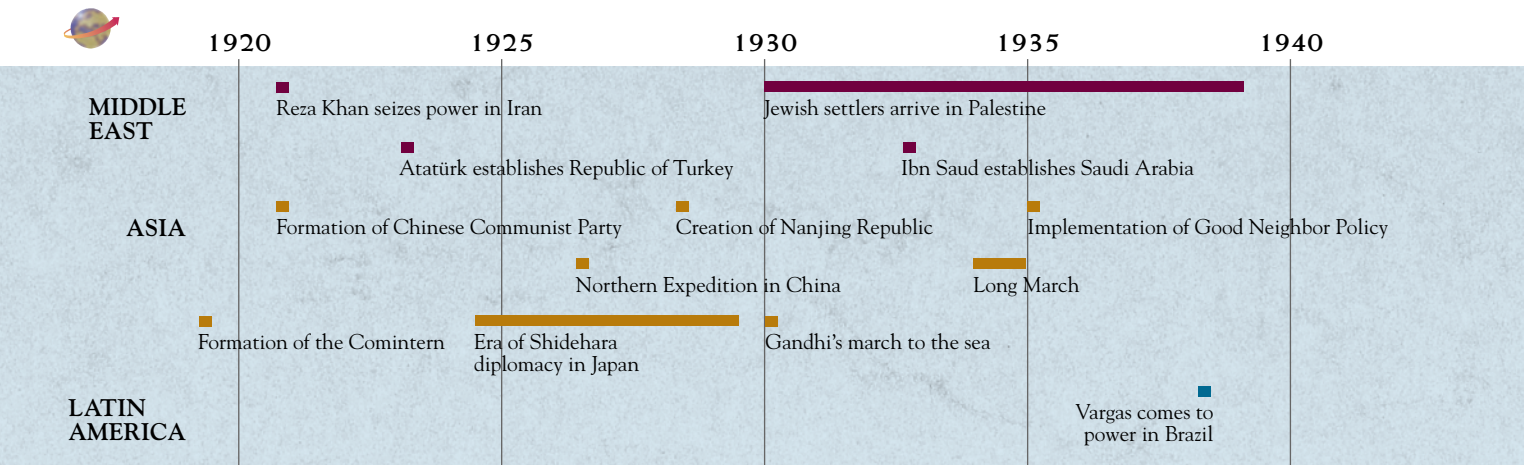 1920 1925 1930 1935 1940
MIDDLE
EAST
Reza Khan seizes power in Iran
Jewish settlers arrive in Palestine
Atatürk establishes Republic of Turkey
Ibn Saud establishes Saudi Arabia
ASIA
Formation of Chinese Communist Party
Creation of Nanjing Republic
Implementation of Good Neighbor Policy
Northern Expedition in China
Long March
Formation of the Comintern
Era of Shidehara
diplomacy in Japan
Gandhi's march to the sea
LATIN
AMERICA
Vargas comes to
power in Brazil